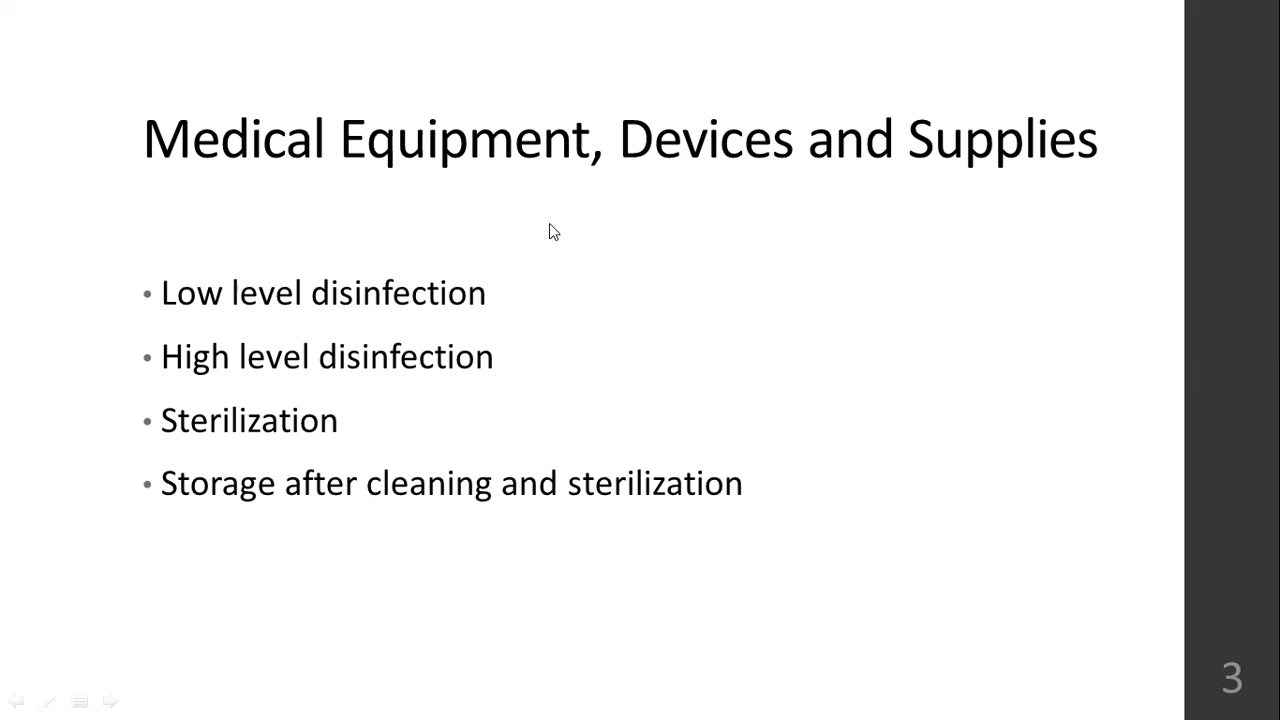 Medical Equipment, Devices and Supplies
• Low level disinfection
• High level disinfection
• Sterilization
• Storage after cleaning and sterilization
3